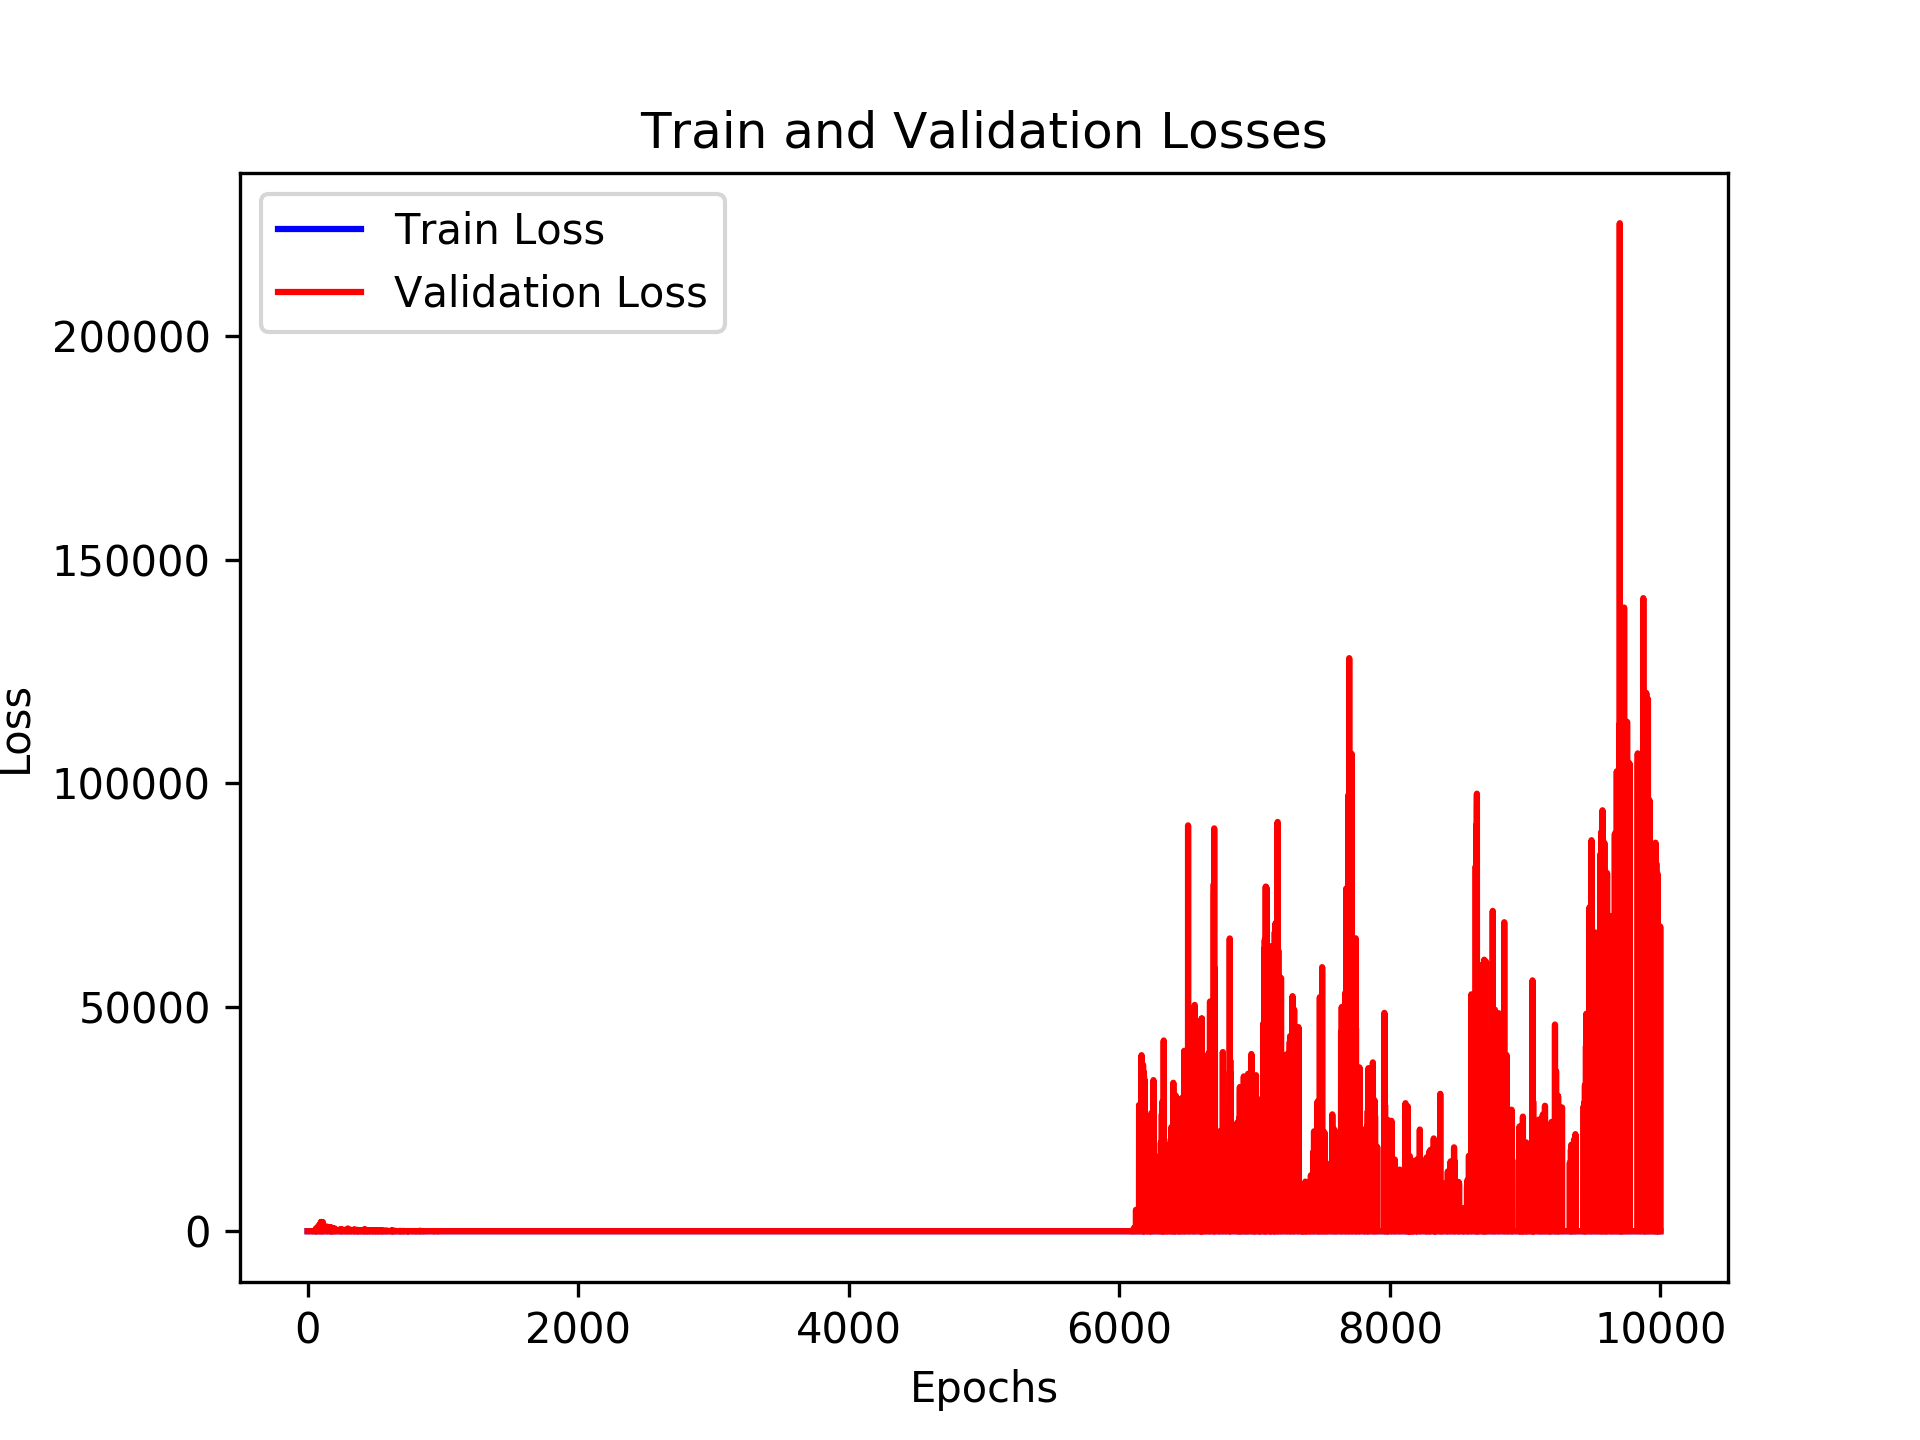 Train and Validation Losses
Train Loss
Validation Loss
200000
150000
100000
50000
0
Loss
0 2000 4000 6000 8000 10000
Epochs